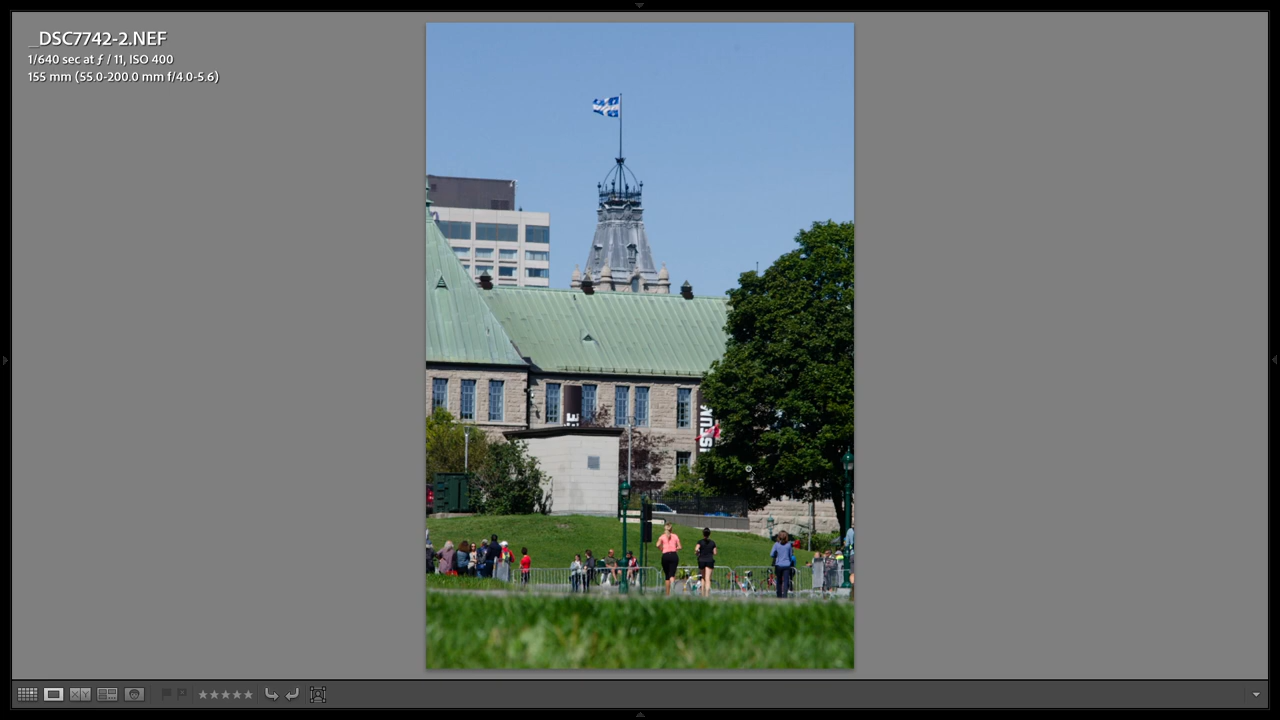 _DSC7742-2.NEF
1/640 sec at ƒ / 11, ISO 400
155 mm (55.0-200.0 mm f/4.0-5.6)
XY